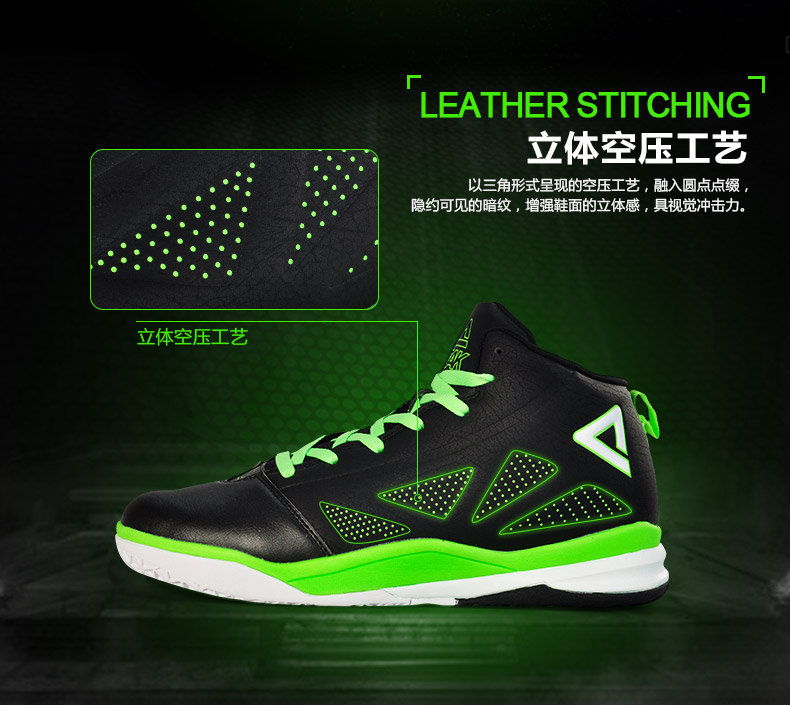 LEATHER STITCHING
立体空压工艺
以三角形式呈现的空压工艺，融入圆点点缀，
隐约可见的暗纹，增强鞋面的立体感，具视觉冲击力。
立体空压工艺